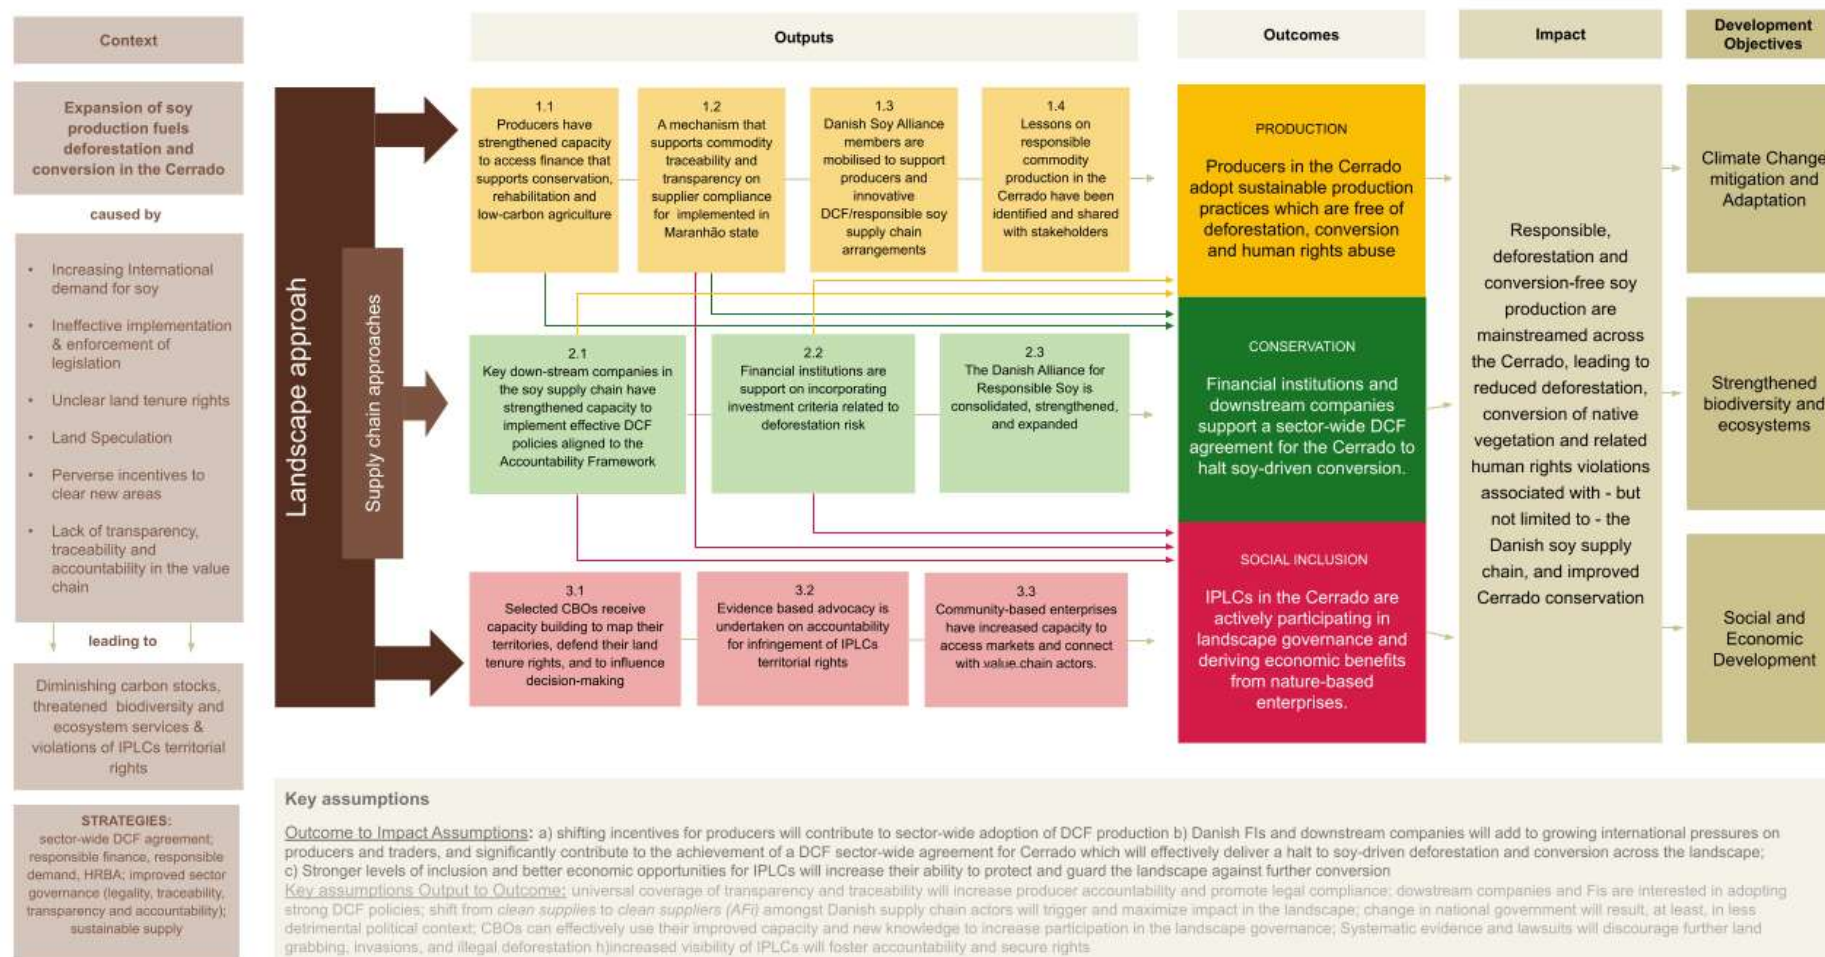 Context
Outputs
Outcomes
Impact
Development
Objectives
Expansion of soy
production fuels
deforestation and
conversion in the Cerrado
caused by
• Increasing International
demand for soy
• Ineffective implementation
& enforcement of
legislation
• Unclear land tenure rights
• Land Speculation
• Perverse incentives to
clear new areas
• Lack of transparency,
traceability and
accountability in the value
chain
leading to
Diminishing carbon stocks,
threatened biodiversity and
ecosystem services &
violations of IPLCs territorial
rights
STRATEGIES:
sector-wide DCF agreement;
responsible finance, responsible
demand, HRBA; improved sector
governance (legality, traceability,
transparency and accountability);
sustainable supply
Landscape approah
Supply chain approaches
1.1
Producers have
strengthened capacity
to access finance that
supports conservation,
rehabilitation and
low-carbon agriculture
1.2
A mechanism that
supports commodity
traceability and
transparency on
supplier compliance
for implemented in
Maranhão state
1.3
Danish Soy Alliance
members are
mobilised to support
producers and
innovative
DCF/responsible soy
supply chain
arrangements
1.4
Lessons on
responsible
commodity
production in the
Cerrado have been
identified and shared
with stakeholders
2.1
Key down-stream companies in
the soy supply chain have
strengthened capacity to
implement effective DCF
policies aligned to the
Accountability Framework
2.2
Financial institutions are
support on incorporating
investment criteria related to
deforestation risk
2.3
The Danish Alliance for
Responsible Soy is
consolidated, strengthened,
and expanded
3.1
Selected CBOs receive
capacity building to map their
territories, defend their land
tenure rights, and to influence
decision-making
3.2
Evidence based advocacy is
undertaken on accountability
for infringement of IPLCs
territorial rights
3.3
Community-based enterprises
have increased capacity to
access markets and connect
with value chain actors.
PRODUCTION
Producers in the Cerrado
adopt sustainable production
practices which are free of
deforestation, conversion
and human rights abuse
CONSERVATION
Financial institutions and
downstream companies
support a sector-wide DCF
agreement for the Cerrado to
halt soy-driven conversion.
SOCIAL INCLUSION
IPLCs in the Cerrado are
actively participating in
landscape governance and
deriving economic benefits
from nature-based
enterprises.
Responsible,
deforestation and
conversion-free soy
production are
mainstreamed across
the Cerrado, leading to
reduced deforestation,
conversion of native
vegetation and related
human rights violations
associated with - but
not limited to - the
Danish soy supply
chain, and improved
Cerrado conservation
Climate Change
mitigation and
Adaptation
Strengthened
biodiversity and
ecosystems
Social and
Economic
Development
Key assumptions
Outcome to Impact Assumptions: a) shifting incentives for producers will contribute to sector-wide adoption of DCF production b) Danish FIs and downstream companies will add to growing international pressures on
producers and traders, and significantly contribute to the achievement of a DCF sector-wide agreement for Cerrado which will effectively deliver a halt to soy-driven deforestation and conversion across the landscape;
c) Stronger levels of inclusion and better economic opportunities for IPLCs will increase their ability to protect and guard the landscape against further conversion
Key assumptions Output to Outcome: universal coverage of transparency and traceability will increase producer accountability and promote legal compliance; dowstream companies and Fis are interested in adopting
strong DCF policies; shift from clean supplies to clean suppliers (AFi) amongst Danish supply chain actors will trigger and maximize impact in the landscape; change in national government will result, at least, in less
detrimental political context; CBOs can effectively use their improved capacity and new knowledge to increase participation in the landscape governance; Systematic evidence and lawsuits will discourage further land
grabbing, invasions, and illegal deforestation h)increased visibility of IPLCs will foster accountability and secure rights